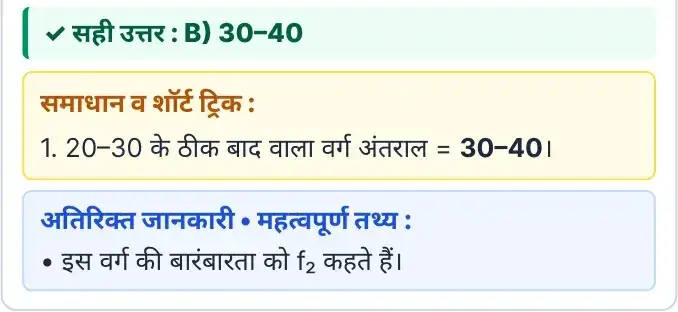 ✓ सही उत्तर : B) 30–40
समाधान व शॉर्ट ट्रिक :
1. 20–30 के ठीक बाद वाला वर्ग अंतराल = 30–40।
अतिरिक्त जानकारी • महत्वपूर्ण तथ्य :
• इस वर्ग की बारंबारता को f₂ कहते हैं।